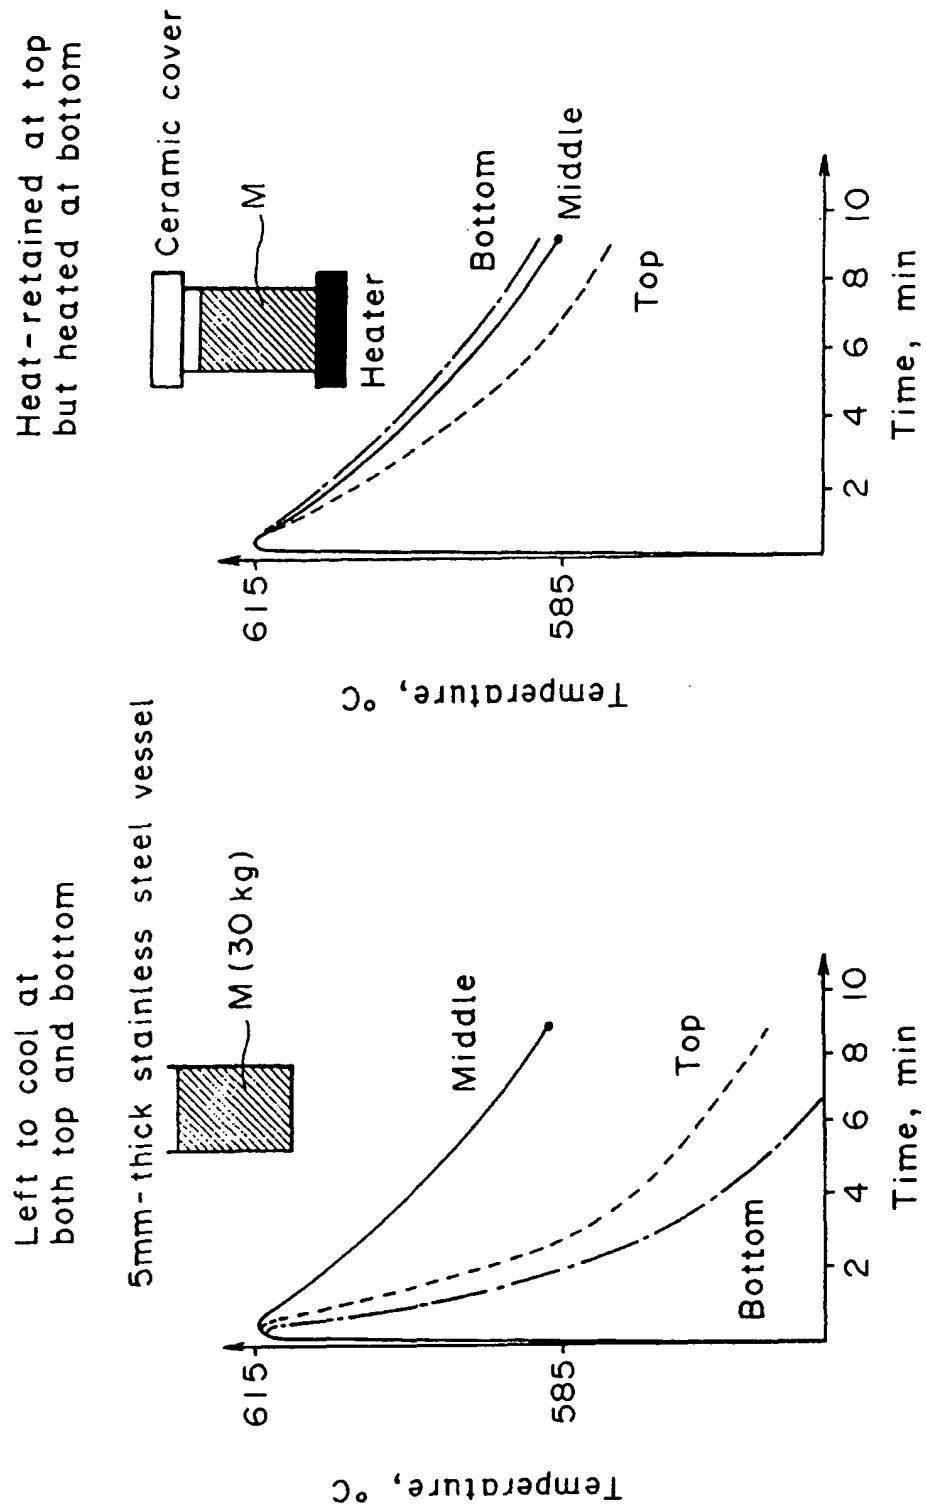 Left to cool at
both top and bottom
5mm-thick stainless steel vessel
M (30 kg)
Temperature, °C
615
585
Middle
Top
Bottom
2 4 6 8 10
Time, min
Heat-retained at top
but heated at bottom
Ceramic cover
M
Heater
Temperature, °C
615
585
Bottom
Middle
Top
2 4 6 8 10
Time, min